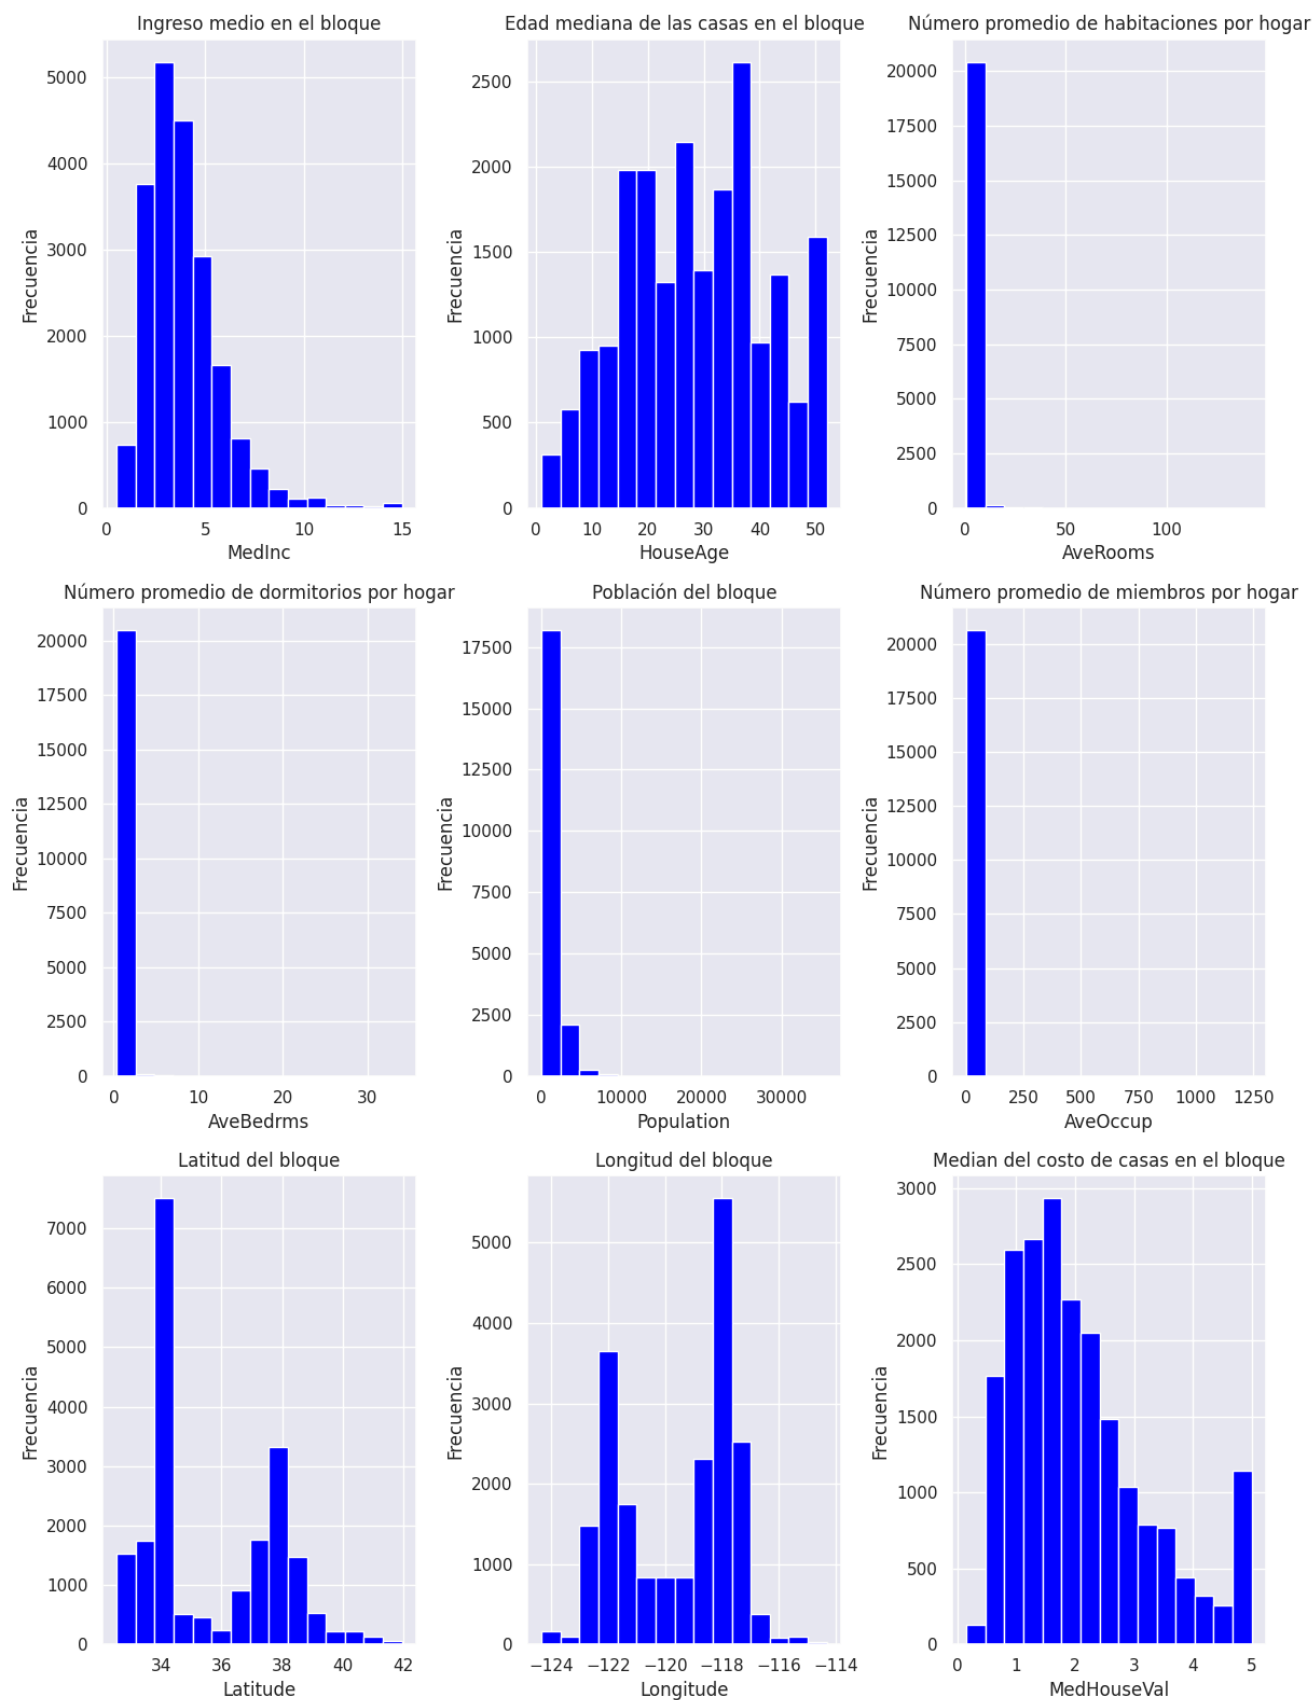 Ingreso medio en el bloque
5000
4000
3000
2000
1000
0
Frecuencia
0 5 10 15
MedInc
Edad mediana de las casas en el bloque
2500
2000
1500
1000
500
0
Frecuencia
0 10 20 30 40 50
HouseAge
Número promedio de habitaciones por hogar
20000
17500
15000
12500
10000
7500
5000
2500
0
Frecuencia
0 50 100
AveRooms
Número promedio de dormitorios por hogar
20000
17500
15000
12500
10000
7500
5000
2500
0
Frecuencia
0 10 20 30
AveBedrms
Población del bloque
17500
15000
12500
10000
7500
5000
2500
0
Frecuencia
0 10000 20000 30000
Population
Número promedio de miembros por hogar
20000
17500
15000
12500
10000
7500
5000
2500
0
Frecuencia
0 250 500 750 1000 1250
AveOccup
Latitud del bloque
7000
6000
5000
4000
3000
2000
1000
0
Frecuencia
34 36 38 40 42
Latitude
Longitud del bloque
5000
4000
3000
2000
1000
0
Frecuencia
−124 −122 −120 −118 −116 −114
Longitude
Median del costo de casas en el bloque
3000
2500
2000
1500
1000
500
0
Frecuencia
0 1 2 3 4 5
MedHouseVal